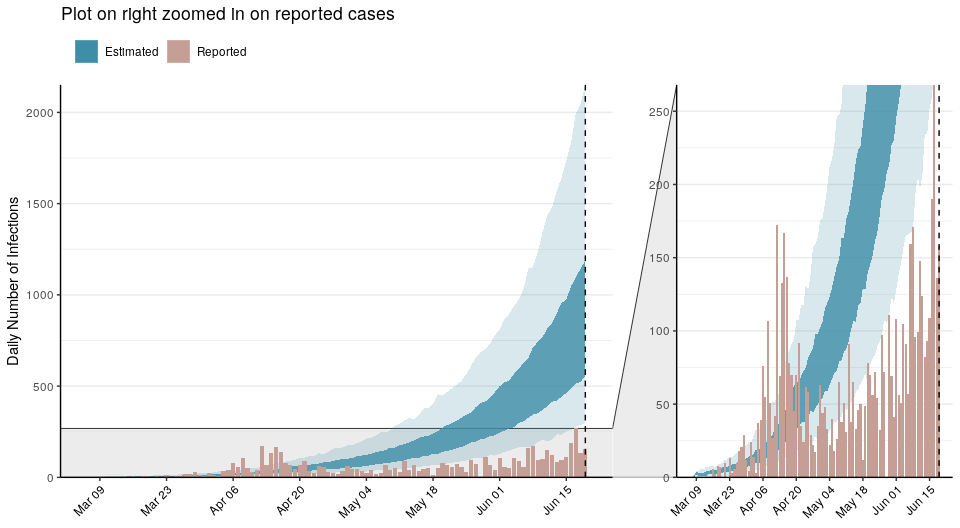 Plot on right zoomed in on reported cases
Estimated Reported
Daily Number of Infections
2000
1500
1000
500
0
Mar 09 Mar 23 Apr 06 Apr 20 May 04 May 18 Jun 01 Jun 15
250
200
150
100
50
0
Mar 09 Mar 23 Apr 06 Apr 20 May 04 May 18 Jun 01 Jun 15